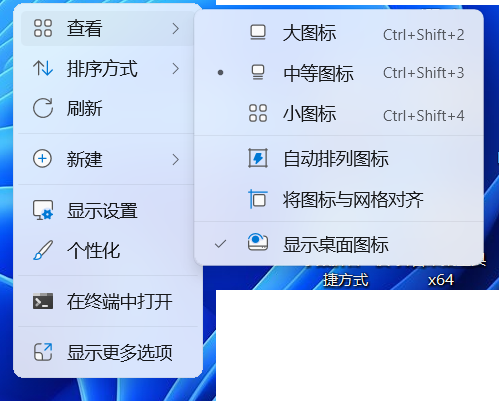 查看
排序方式
刷新
新建
显示设置
个性化
在终端中打开
显示更多选项
大图标 Ctrl+Shift+2
中等图标 Ctrl+Shift+3
小图标 Ctrl+Shift+4
自动排列图标
将图标与网格对齐
显示桌面图标
捷方式
x64